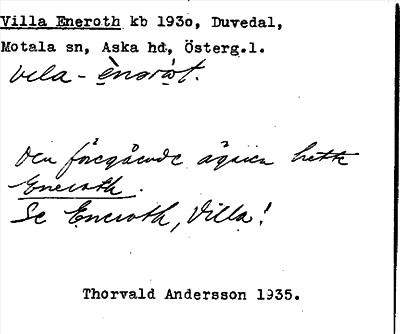 Villa Eneroth kb 193o, Duvedal,
Motala sn, Aska hd, Österg.l.
vila - ènərót.
Den föregående ägaren hette
Eneroth.
Se Eneroth, Villa!
Thorvald Andersson 1935.